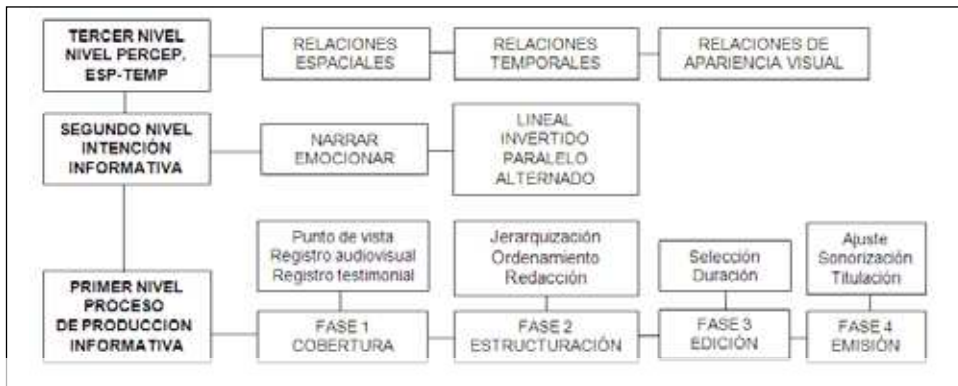 TERCER NIVEL
NIVEL PERCEP.
ESP-TEMP
RELACIONES
ESPACIALES
RELACIONES
TEMPORALES
RELACIONES DE
APARIENCIA VISUAL
SEGUNDO NIVEL
INTENCIÓN
INFORMATIVA
NARRAR
EMOCIONAR
LINEAL
INVERTIDO
PARALELO
ALTERNADO
Punto de vista
Registro audiovisual
Registro testimonial
Jerarquización
Ordenamiento
Redacción
Selección
Duración
Ajuste
Sonorización
Titulación
PRIMER NIVEL
PROCESO
DE PRODUCCION
INFORMATIVA
FASE 1
COBERTURA
FASE 2
ESTRUCTURACIÓN
FASE 3
EDICIÓN
FASE 4
EMISIÓN